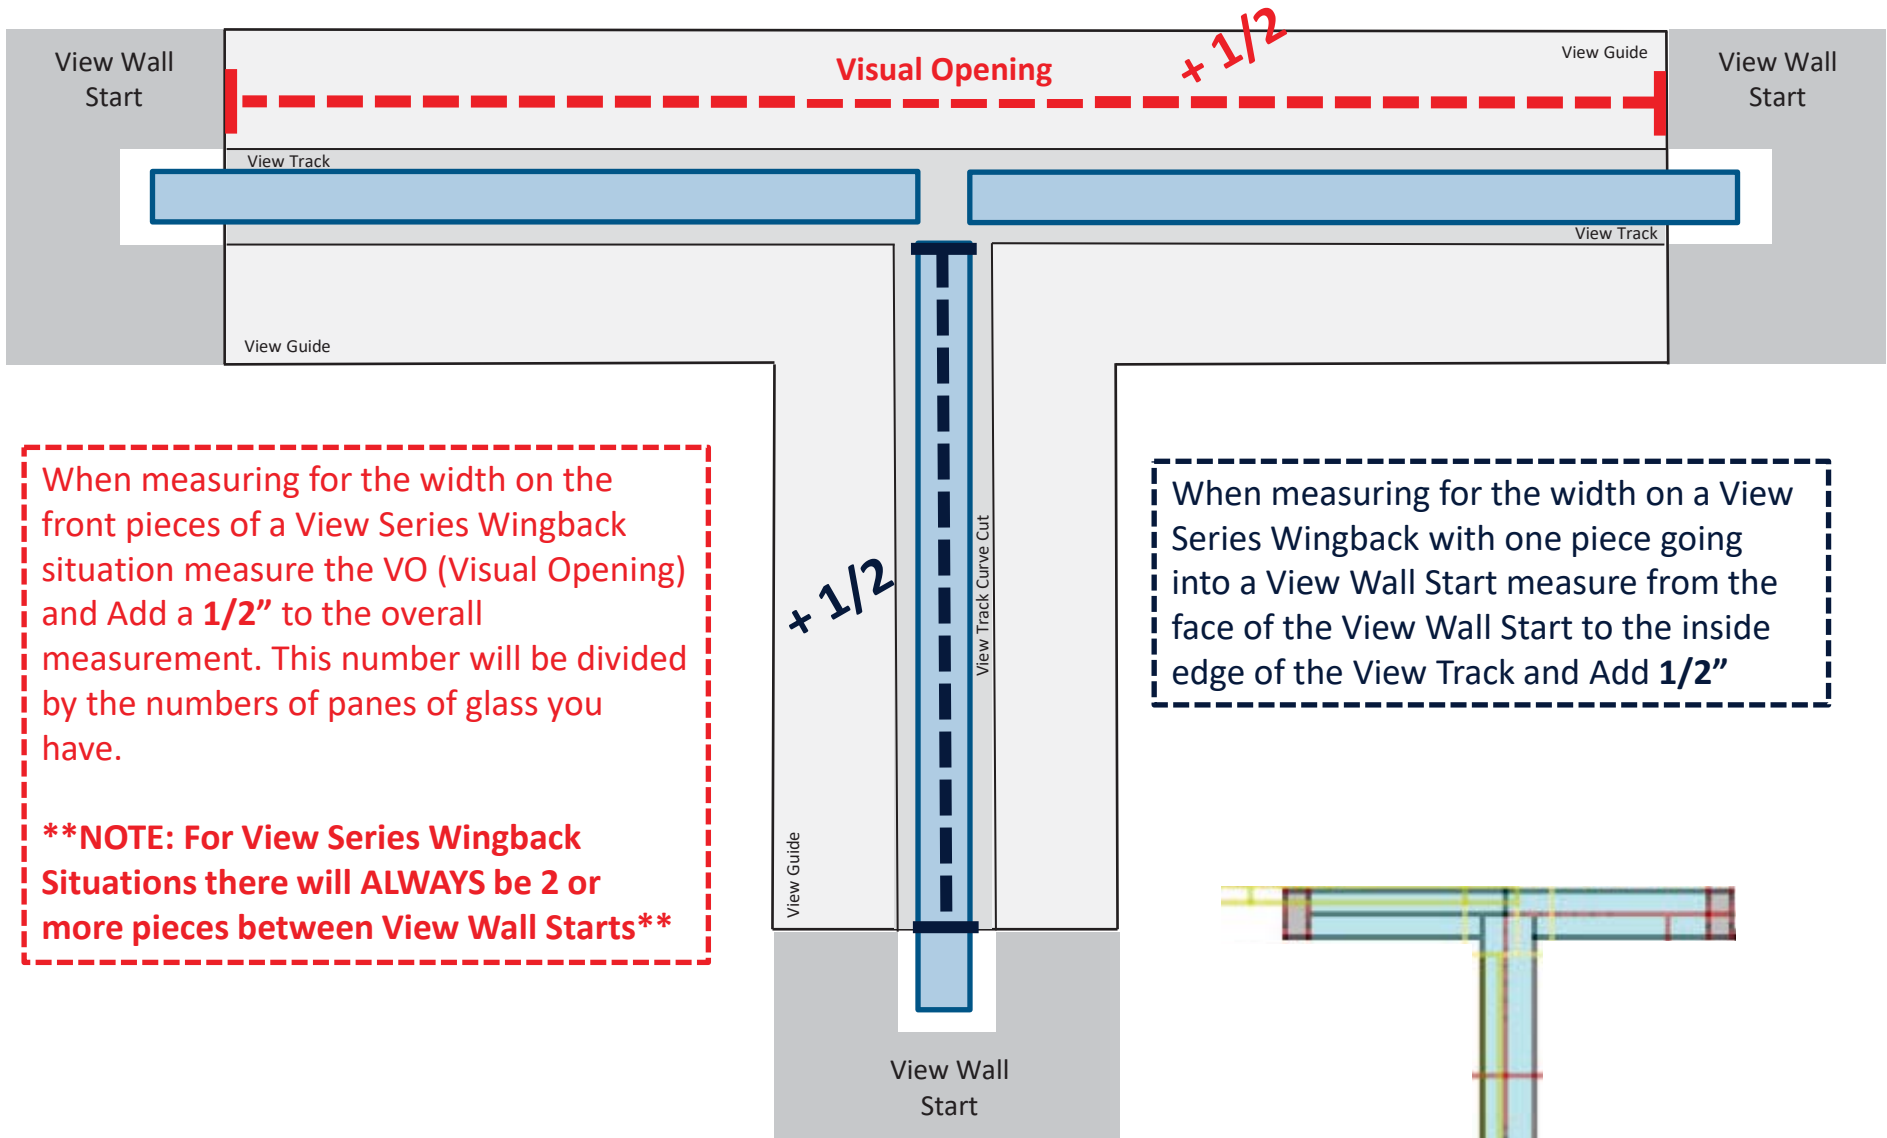 View Wall
Start
Visual Opening
+ 1/2
View Guide
View Wall
Start
View Track
View Track
View Guide
When measuring for the width on the
front pieces of a View Series Wingback
situation measure the VO (Visual Opening)
and Add a 1/2” to the overall
measurement. This number will be divided
by the numbers of panes of glass you
have.
**NOTE: For View Series Wingback
Situations there will ALWAYS be 2 or
more pieces between View Wall Starts**
+ 1/2
View Track Curve Cut
View Guide
When measuring for the width on a View
Series Wingback with one piece going
into a View Wall Start measure from the
face of the View Wall Start to the inside
edge of the View Track and Add 1/2”
View Wall
Start